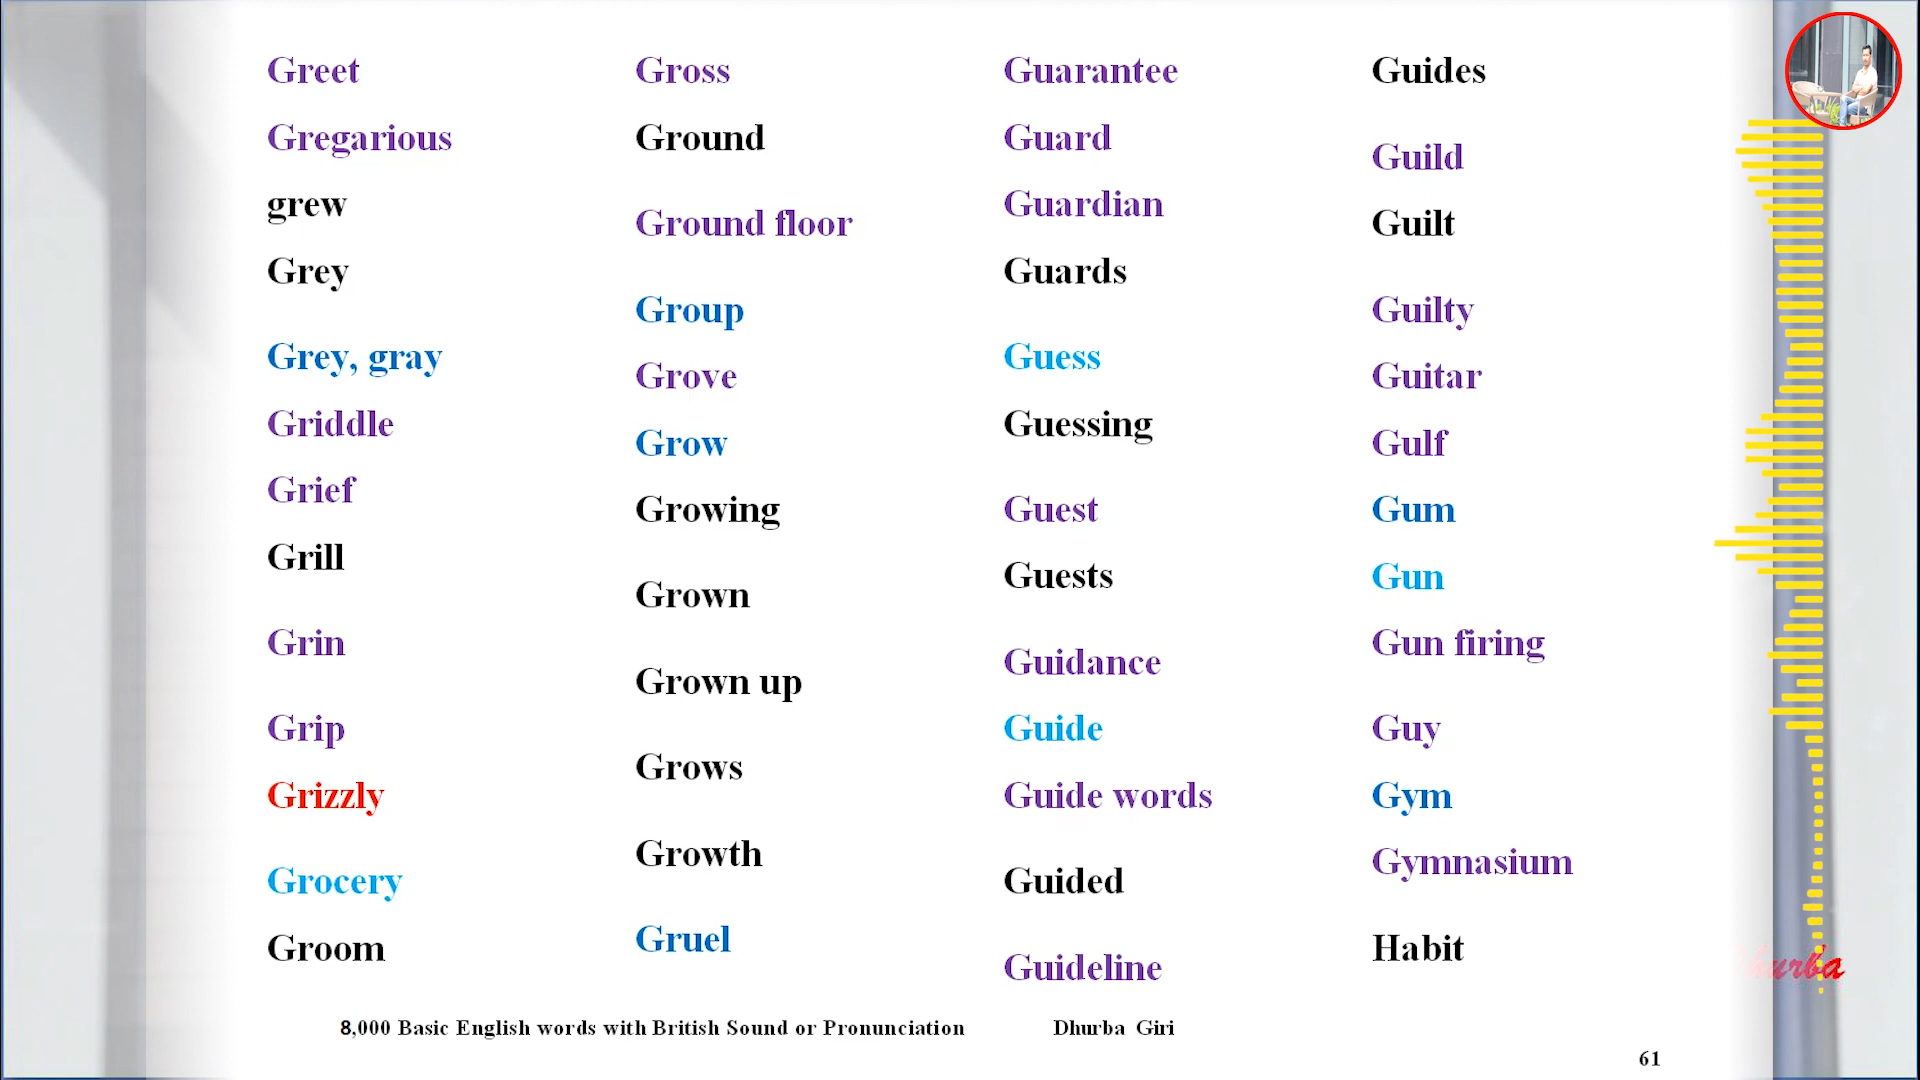 Greet
Gregarious
grew
Grey
Grey, gray
Griddle
Grief
Grill
Grin
Grip
Grizzly
Grocery
Groom
Gross
Ground
Ground floor
Group
Grove
Grow
Growing
Grown
Grown up
Grows
Growth
Gruel
Guarantee
Guard
Guardian
Guards
Guess
Guessing
Guest
Guests
Guidance
Guide
Guide words
Guided
Guideline
Guides
Guild
Guilt
Guilty
Guitar
Gulf
Gum
Gun
Gun firing
Guy
Gym
Gymnasium
Habit
8,000 Basic English words with British Sound or Pronunciation Dhurba Giri
61